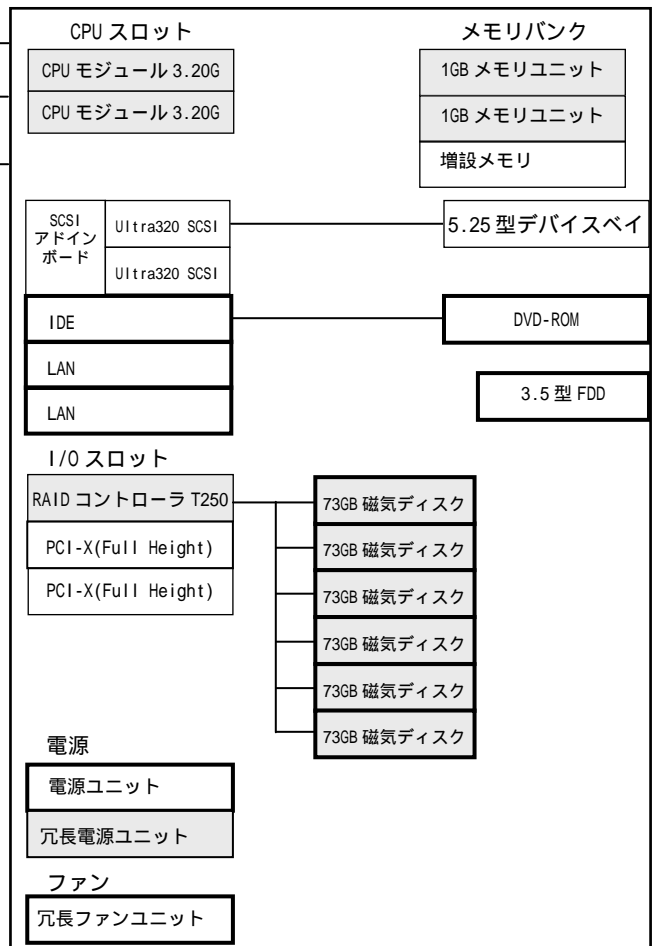 CPU スロット
メモリバンク
CPU モジュール 3.20G
1GB メモリユニット
CPU モジュール 3.20G
1GB メモリユニット
増設メモリ
SCSI
アドイン
ボード
Ultra320 SCSI
5.25 型デバイスベイ
Ultra320 SCSI
IDE
DVD-ROM
LAN
3.5 型 FDD
LAN
I/O スロット
RAID コントローラ T250
73GB 磁気ディスク
PCI-X(Full Height)
73GB 磁気ディスク
PCI-X(Full Height)
73GB 磁気ディスク
73GB 磁気ディスク
73GB 磁気ディスク
73GB 磁気ディスク
電源
電源ユニット
冗長電源ユニット
ファン
冗長ファンユニット